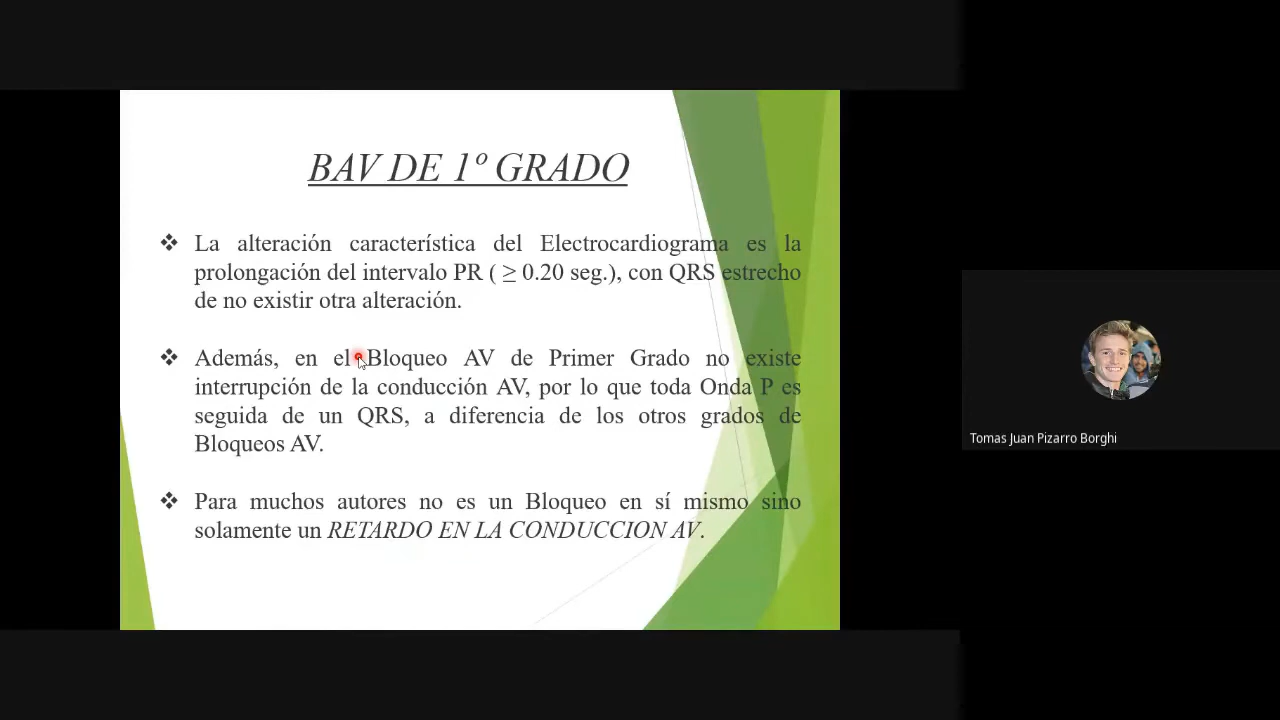 BAV DE 1º GRADO
❖ La alteración característica del Electrocardiograma es la
prolongación del intervalo PR ( ≥ 0.20 seg.), con QRS estrecho
de no existir otra alteración.
❖ Además, en el Bloqueo AV de Primer Grado no existe
interrupción de la conducción AV, por lo que toda Onda P es
seguida de un QRS, a diferencia de los otros grados de
Bloqueos AV.
❖ Para muchos autores no es un Bloqueo en sí mismo sino
solamente un RETARDO EN LA CONDUCCION AV.
Tomas Juan Pizarro Borghi